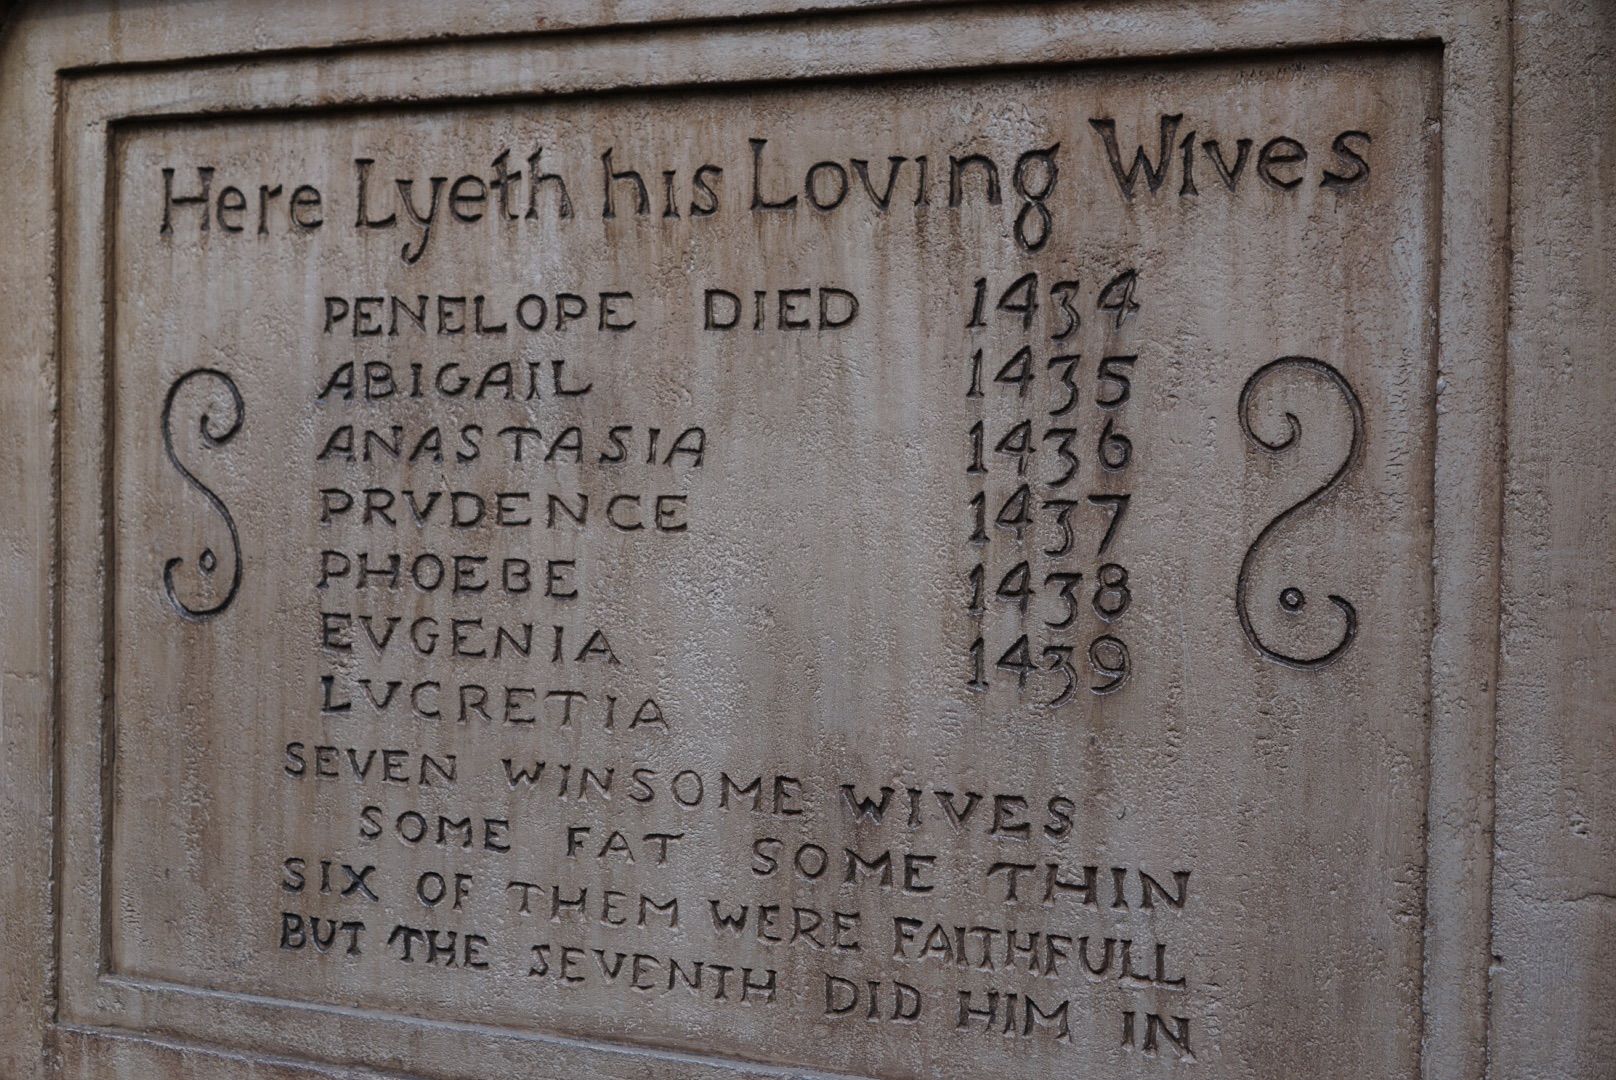 Here Lyeth his Loving Wives
PENELOPE DIED 1434
ABIGAIL 1435
ANASTASIA 1436
PRVDENCE 1437
PHOEBE 1438
EVGENIA 1439
LVCRETIA
SEVEN WINSOME WIVES
SOME FAT SOME THIN
SIX OF THEM WERE FAITHFULL
BUT THE SEVENTH DID HIM IN